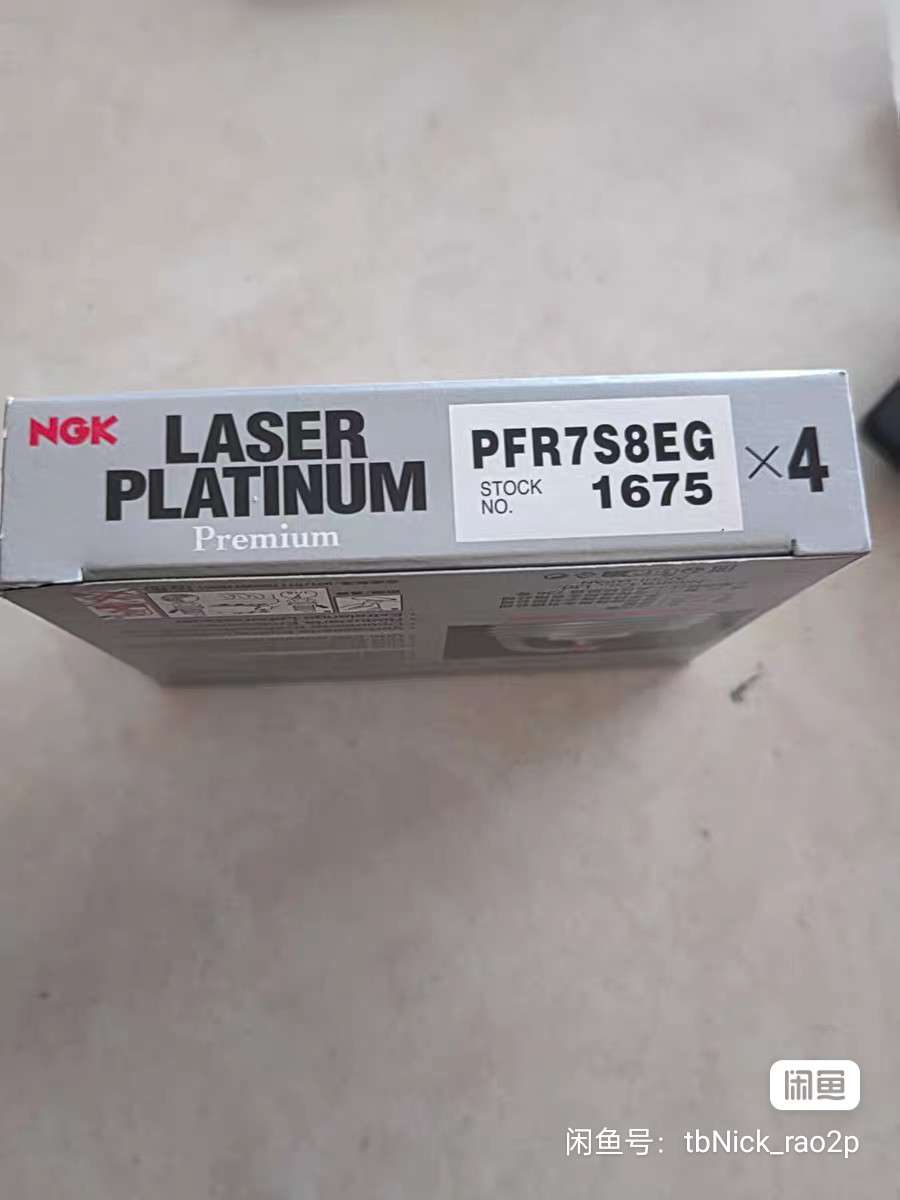 NGK
LASER
PLATINUM
Premium
PFR7S8EG
STOCK
NO.
1675
×4
闲鱼
闲鱼号：tbNick_rao2p